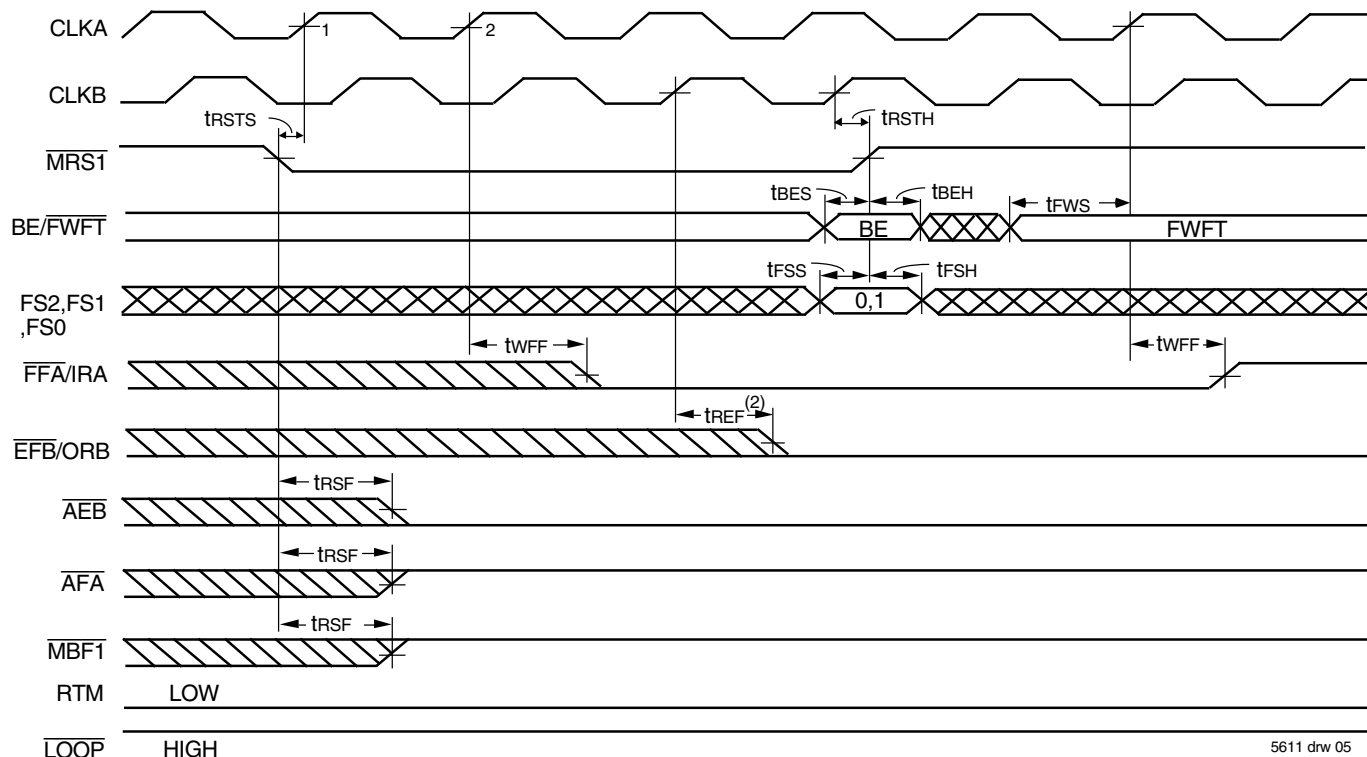 CLKA
1
2
CLKB
tRSTS
tRSTH
MRS1
tBES
tBEH
tFWS
BE/FWFT
BE
FWFT
tFSS
tFSH
FS2,FS1
,FS0
0,1
tWFF
tWFF
FFA/IRA
tREF(2)
EFB/ORB
tRSF
AEB
tRSF
AFA
tRSF
MBF1
RTM LOW
LOOP HIGH
5611 drw 05